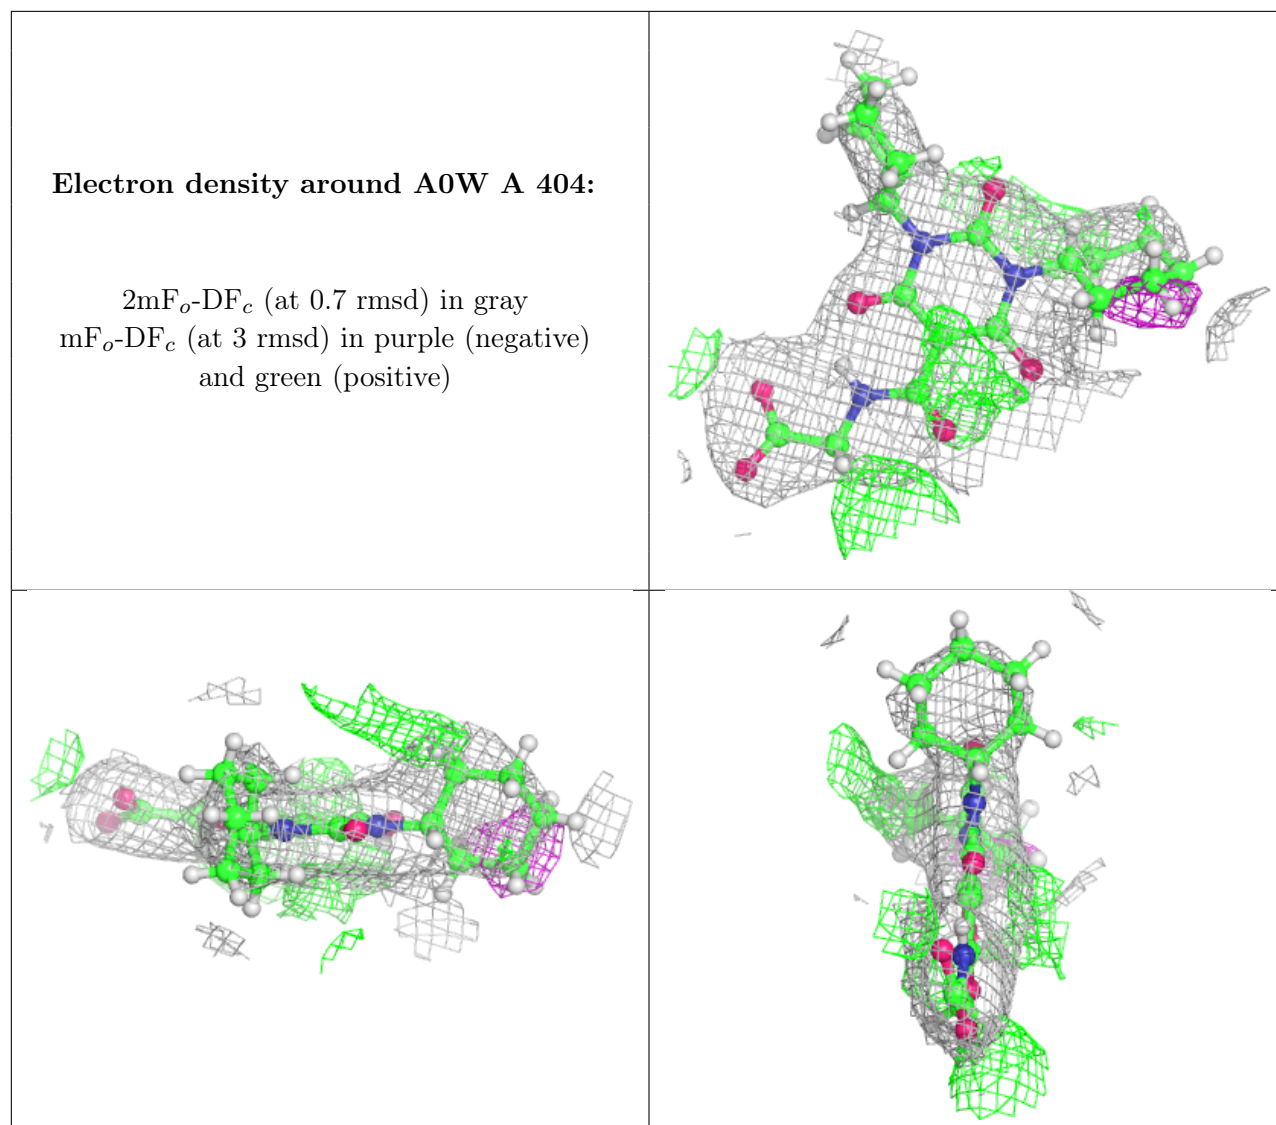 Electron density around A0W A 404:
2mFo-DFc (at 0.7 rmsd) in gray
mFo-DFc (at 3 rmsd) in purple (negative)
and green (positive)